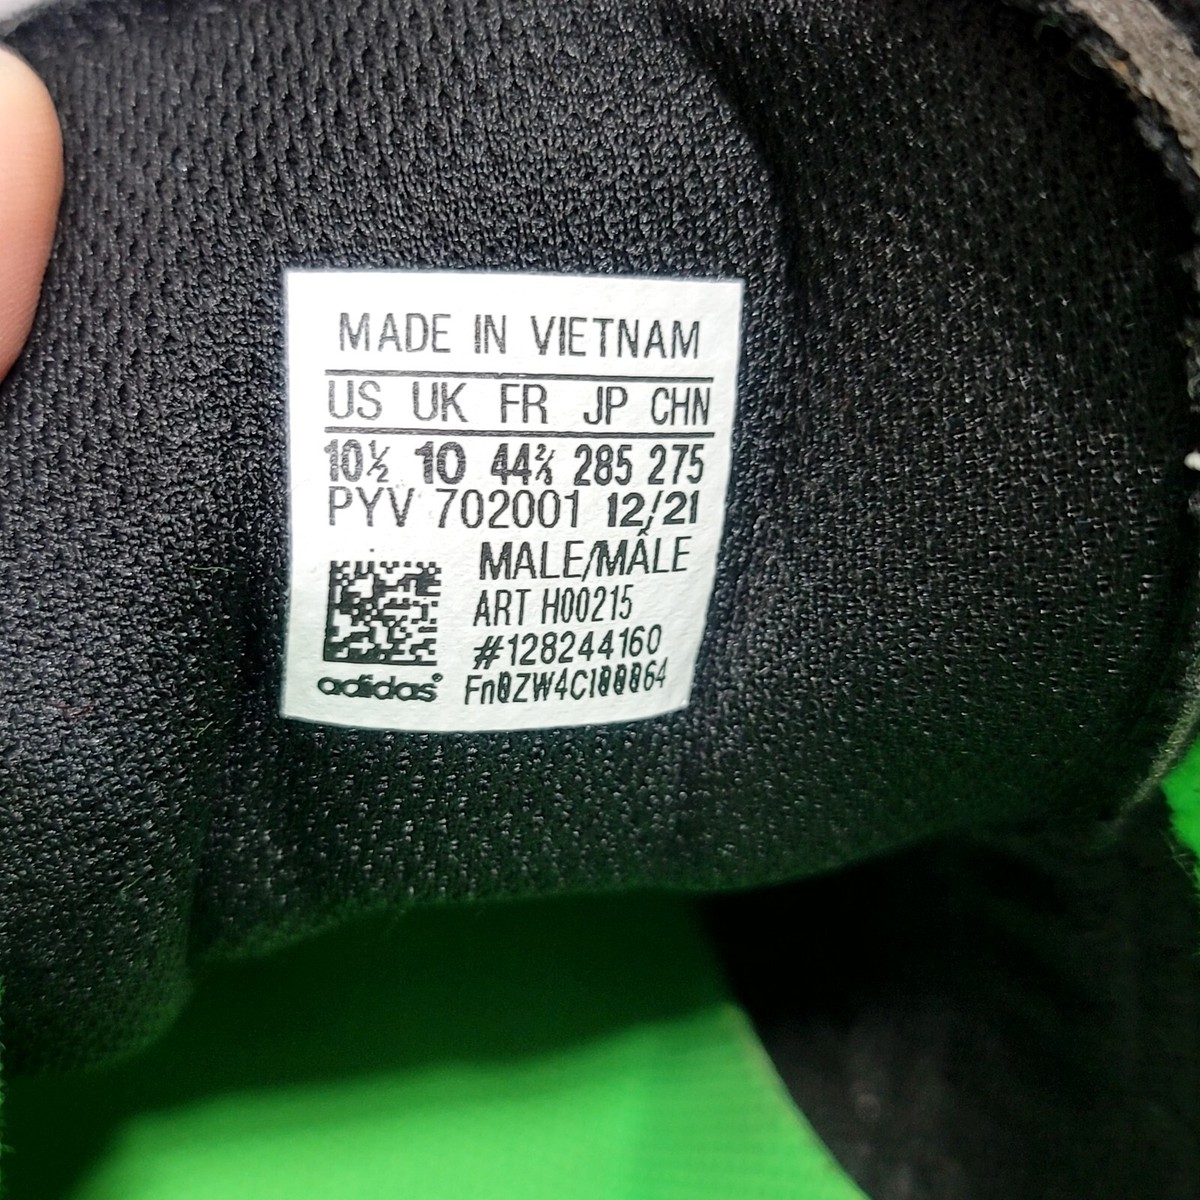 MADE IN VIETNAM
US UK FR JP CHN
10½ 10 44⅔ 285 275
PYV 702001 12/21
MALE/MÂLE
ART H00215
#128244160
adidas®